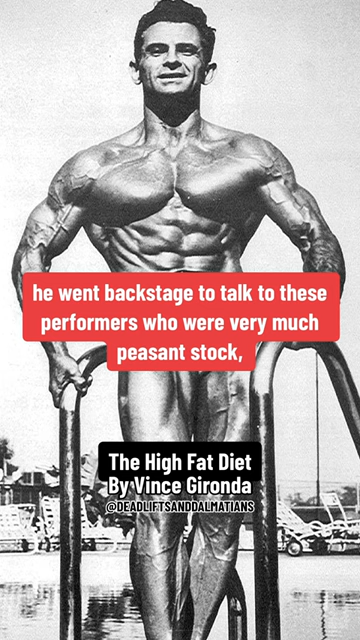 he went backstage to talk to these
performers who were very much
peasant stock,
The High Fat Diet
By Vince Gironda
@DEADLIFTSANDDALMATIANS